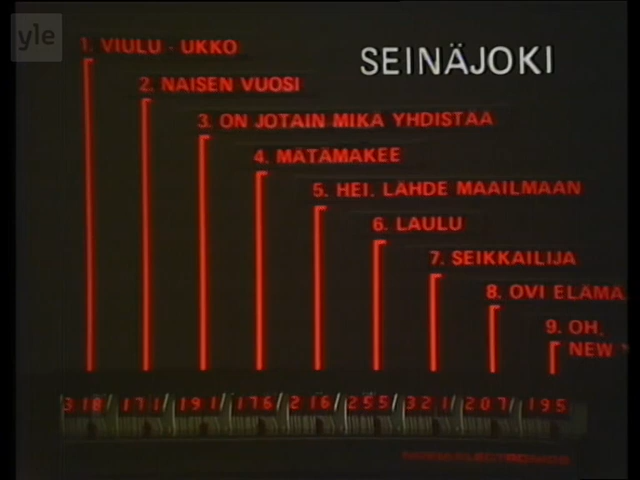 yle
1. VIULU - UKKO
SEINÄJOKI
2. NAISEN VUOSI
3. ON JOTAIN MIKA YHDISTAA
4. MATAMAKEE
5. HEI. LAHDE MAAILMAAN
6. LAULU
7. SEIKKAILIJA
8. OVI ELAMA
9. OH,
NEW
318/ 171/ 191/ 176/ 216/ 255/ 321/ 207/ 195